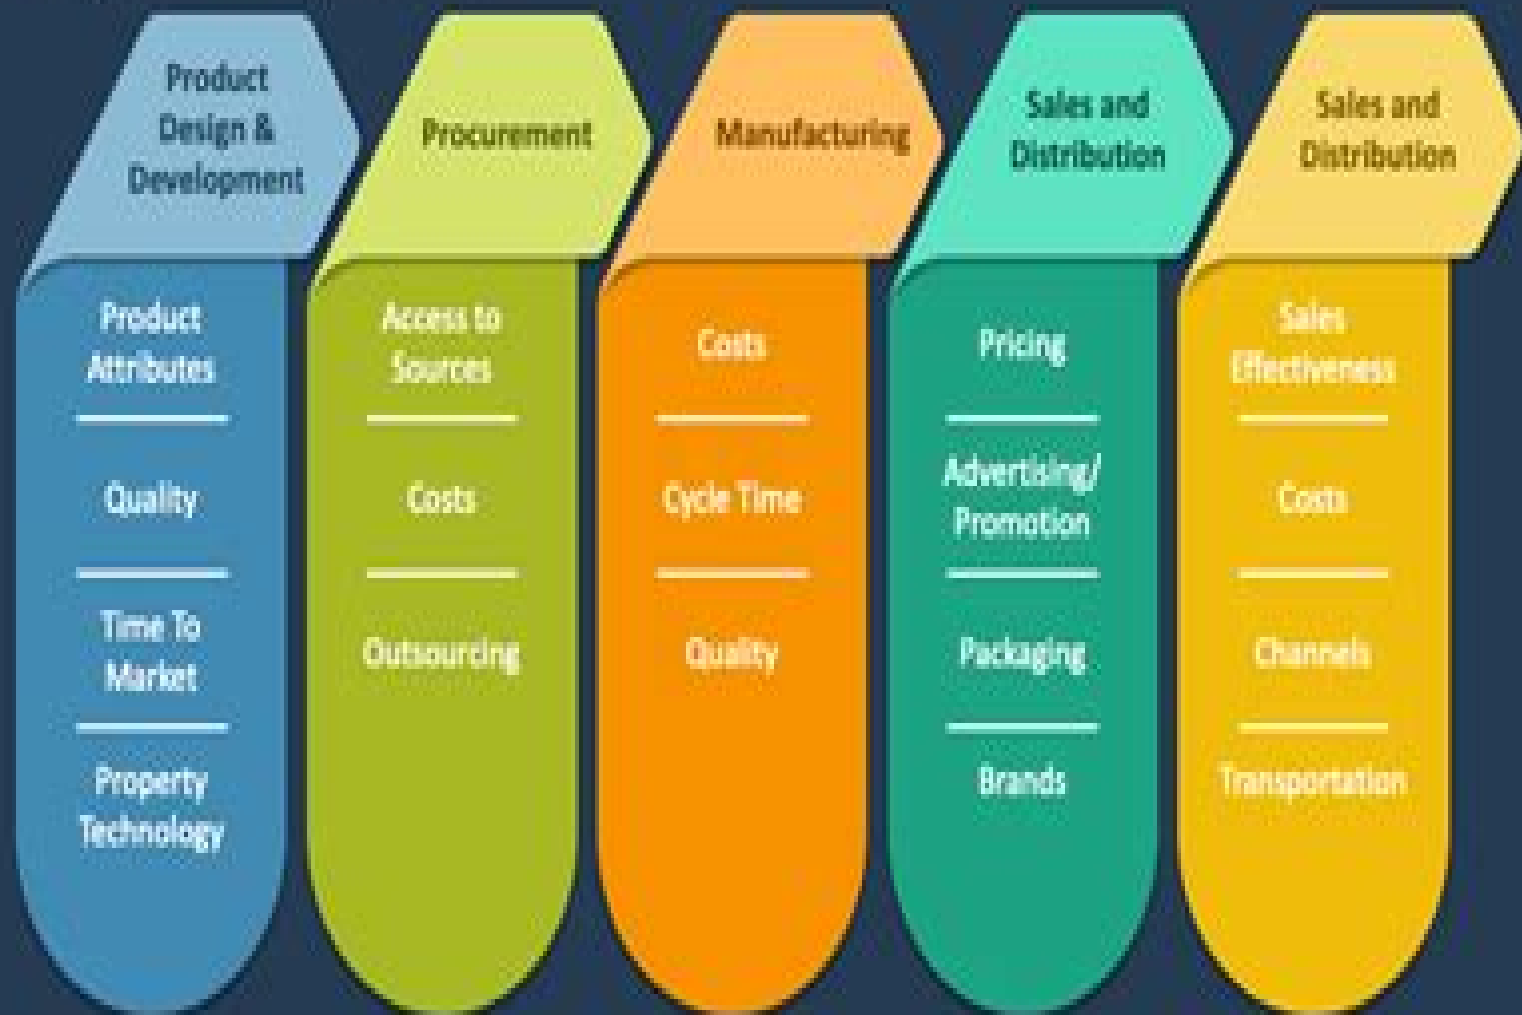 Product
Design &
Development
Product
Attributes
Quality
Time To
Market
Property
Technology
Procurement
Access to
Sources
Costs
Outsourcing
Manufacturing
Costs
Cycle Time
Quality
Sales and
Distribution
Pricing
Advertising/
Promotion
Packaging
Brands
Sales and
Distribution
Sales
Effectiveness
Costs
Channels
Transportation